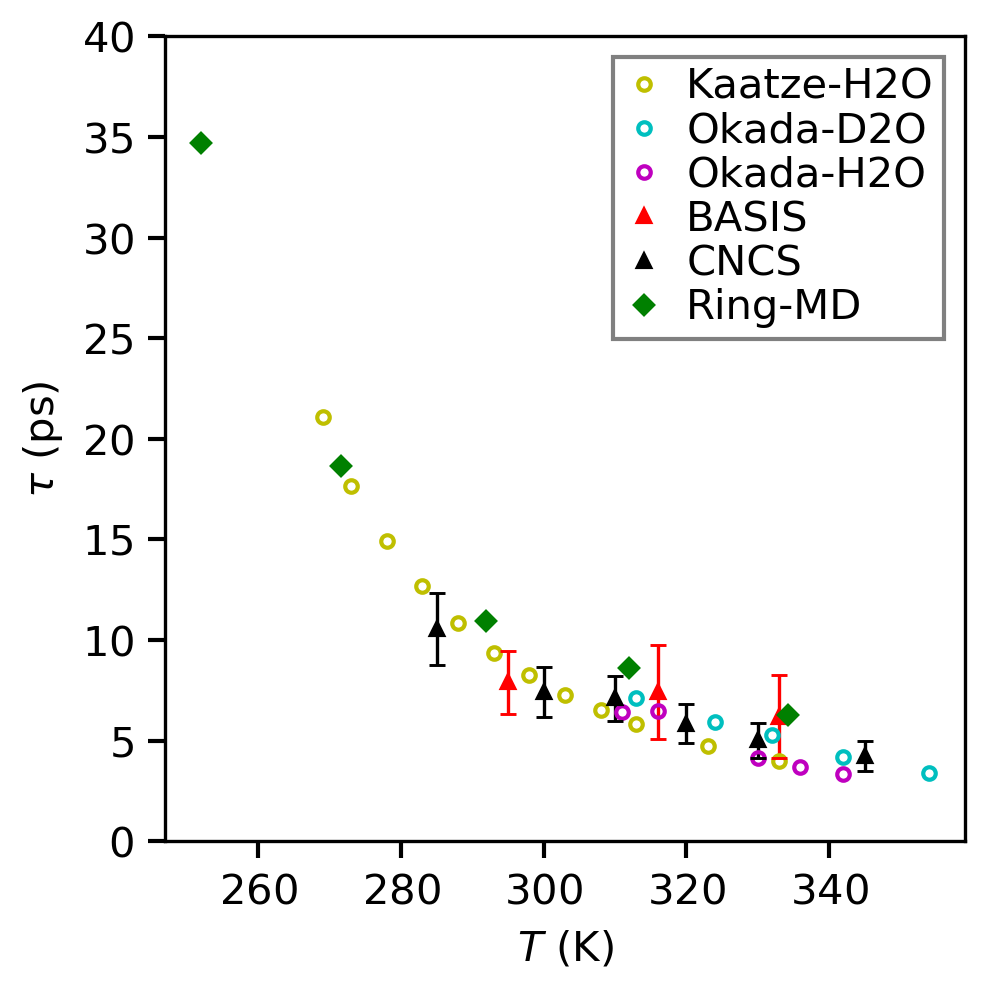 40
35
30
25
20
15
10
5
0
τ (ps)
260 280 300 320 340
T (K)
Kaatze-H2O
Okada-D2O
Okada-H2O
BASIS
CNCS
Ring-MD